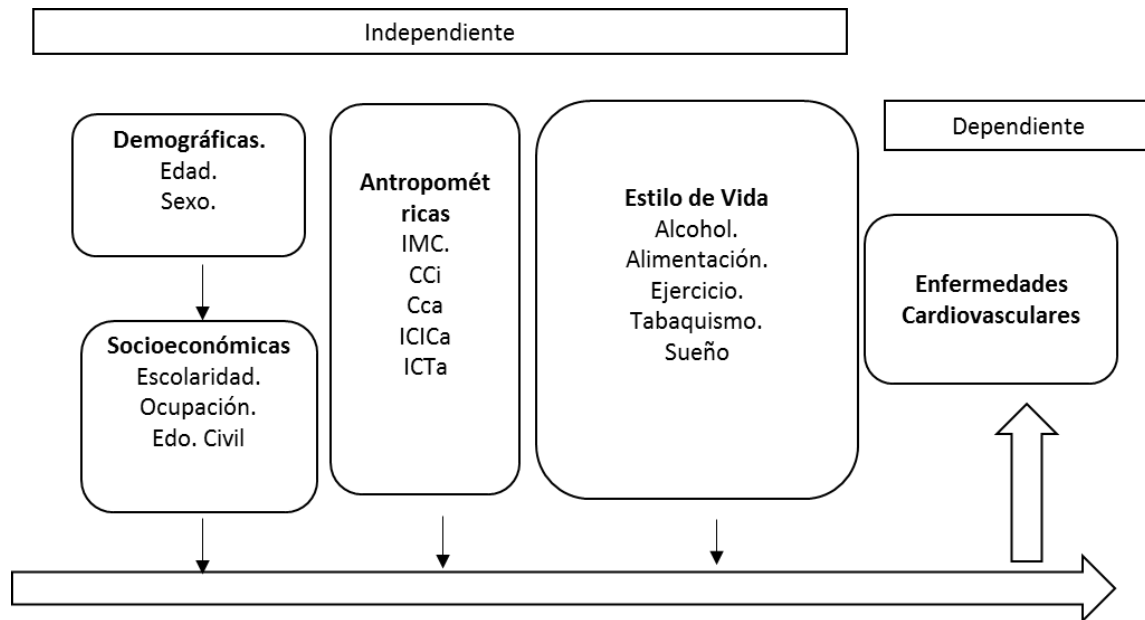 Independiente
Demográficas.
Edad.
Sexo.
Socioeconómicas
Escolaridad.
Ocupación.
Edo. Civil
Antropomét
ricas
IMC.
CCi
Cca
ICICa
ICTa
Estilo de Vida
Alcohol.
Alimentación.
Ejercicio.
Tabaquismo.
Sueño
Dependiente
Enfermedades
Cardiovasculares